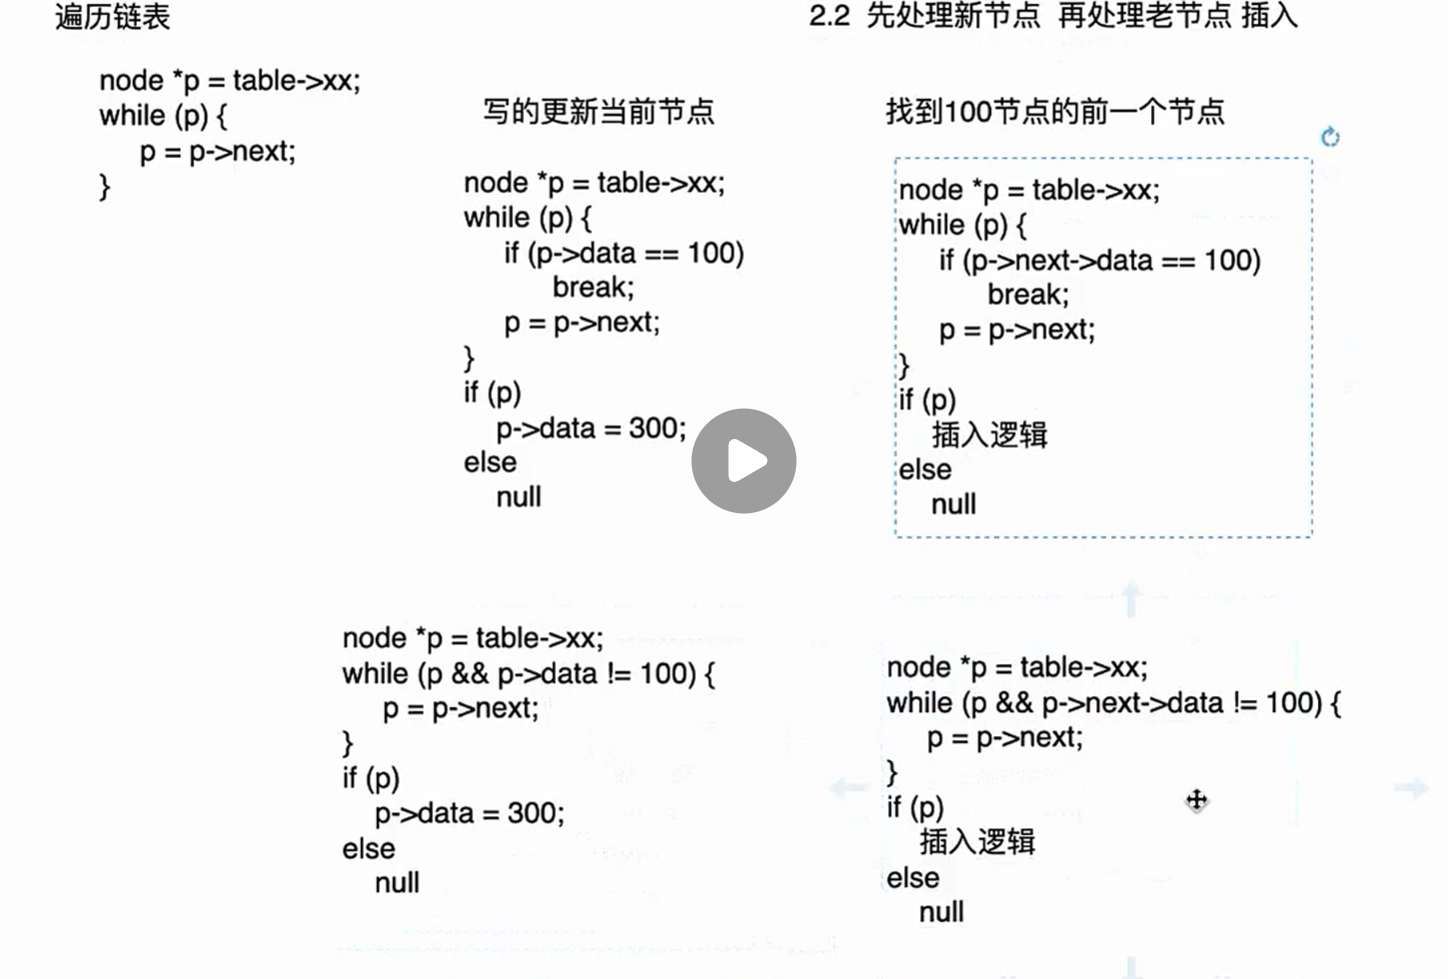 遍历链表
node *p = table->xx;
while (p) {
p = p->next;
}
写的更新当前节点
node *p = table->xx;
while (p) {
if (p->data == 100)
break;
p = p->next;
}
if (p)
p->data = 300;
else
null
node *p = table->xx;
while (p && p->data != 100) {
p = p->next;
}
if (p)
p->data = 300;
else
null
2.2 先处理新节点 再处理老节点 插入
找到100节点的前一个节点
node *p = table->xx;
while (p) {
if (p->next->data == 100)
break;
p = p->next;
}
if (p)
插入逻辑
else
null
node *p = table->xx;
while (p && p->next->data != 100) {
p = p->next;
}
if (p)
插入逻辑
else
null